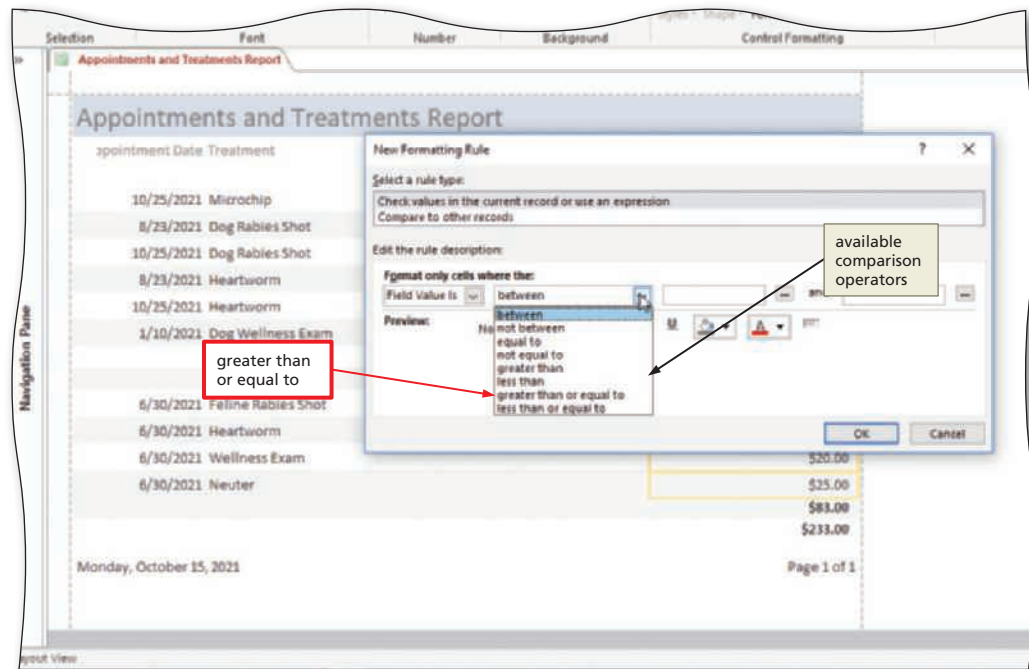 Selection Font Number Background Control Formatting
Appointments and Treatments Report
Appointments and Treatments Report
pointment Date Treatment
10/25/2021 Microchip
8/23/2021 Dog Rabies Shot
10/25/2021 Dog Rabies Shot
8/23/2021 Heartworm
10/25/2021 Heartworm
1/10/2021 Dog Wellness Exam
6/30/2021 Feline Rabies Shot
6/30/2021 Heartworm
6/30/2021 Wellness Exam $20.00
6/30/2021 Neuter $25.00
$83.00
$233.00
Monday, October 15, 2021 Page 1 of 1
Navigation Pane
New Formatting Rule ? ×
Select a rule type:
Check values in the current record or use an expression
Compare to other records
Edit the rule description:
Format only cells where the:
Field Value Is between and
Preview: No U A
between
not between
equal to
not equal to
greater than
less than
greater than or equal to
less than or equal to
OK Cancel
available
comparison
operators
greater than
or equal to
yout View